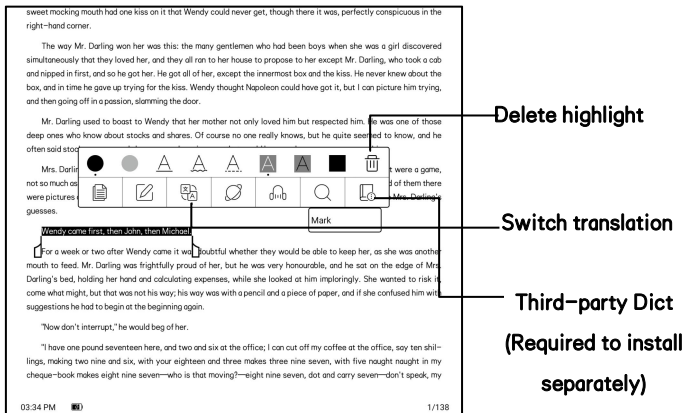 sweet mocking mouth had one kiss on it that Wendy could never get, though there it was, perfectly conspicuous in the
right-hand corner.
The way Mr. Darling won her was this: the many gentlemen who had been boys when she was a girl discovered
simultaneously that they loved her, and they all ran to her house to propose to her except Mr. Darling, who took a cab
and nipped in first, and so he got her. He got all of her, except the innermost box and the kiss. He never knew about the
box, and in time he gave up trying for the kiss. Wendy thought Napoleon could have got it, but I can picture him trying,
and then going off in a passion, slamming the door.
Mr. Darling used to boast to Wendy that her mother not only loved him but respected him. He was one of those
deep ones who know about stocks and shares. Of course no one really knows, but he quite seemed to know, and he
often said
Mrs. t were a game,
not so much as d of them there
were pictures Mrs. Darling's
guesses.
Mark
Wendy came first, then John, then Michael.
For a week or two after Wendy came it was doubtful whether they would be able to keep her, as she was another
mouth to feed. Mr. Darling was frightfully proud of her, but he was very honourable, and he sat on the edge of Mrs.
Darling's bed, holding her hand and calculating expenses, while she looked at him imploringly. She wanted to risk it,
come what might, but that was not his way; his way was with a pencil and a piece of paper, and if she confused him with
suggestions he had to begin at the beginning again.
"Now don't interrupt," he would beg of her.
"I have one pound seventeen here, and two and six at the office; I can cut off my coffee at the office, say ten shil-
lings, making two nine and six, with your eighteen and three makes three nine seven, with five naught naught in my
cheque-book makes eight nine seven—who is that moving?—eight nine seven, dot and carry seven—don't speak, my
03:34 PM
1/138
Delete highlight
Switch translation
Third-party Dict
(Required to install
separately)